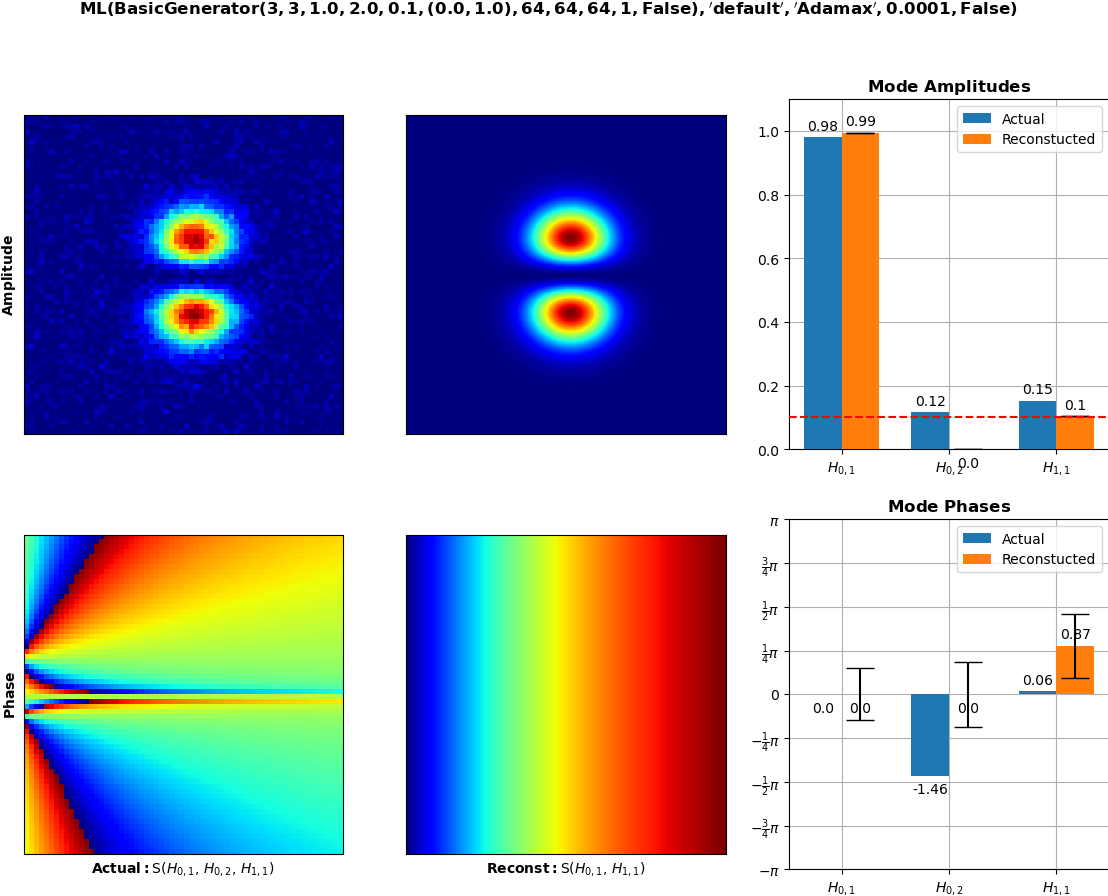 ML(BasicGenerator(3, 3, 1.0, 2.0, 0.1, (0.0, 1.0), 64, 64, 64, 1, False), ′default′, ′Adamax′, 0.0001, False)
Mode Amplitudes
Actual
Reconstucted
0.98
0.99
0.12
0.0
0.15
0.1
1.0
0.8
0.6
0.4
0.2
0.0
H₀,₁
H₀,₂
H₁,₁
Amplitude
Mode Phases
Actual
Reconstucted
π
¾π
½π
¼π
0
−¼π
−½π
−¾π
−π
0.0
0.0
-1.46
0.0
0.06
0.87
H₀,₁
H₀,₂
H₁,₁
Phase
Actual: S(H₀,₁, H₀,₂, H₁,₁)
Reconst: S(H₀,₁, H₁,₁)